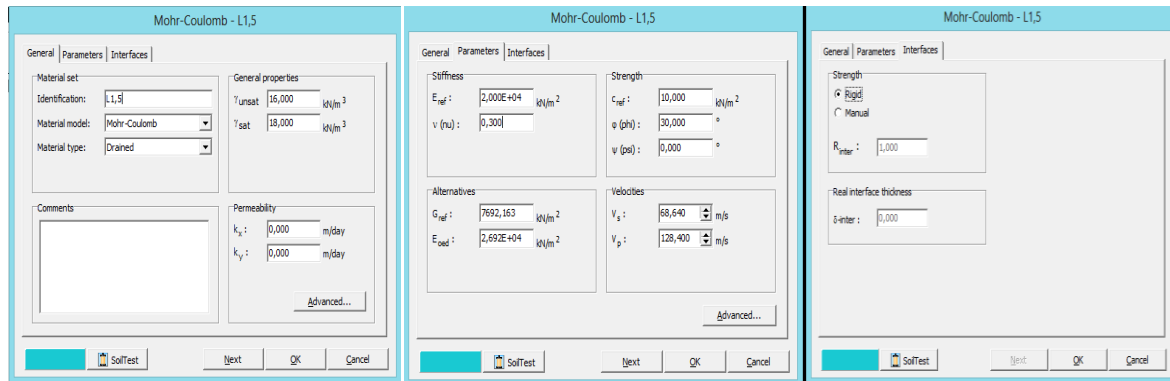 Mohr-Coulomb - L1,5
General Parameters Interfaces
Material set
Identification: L1,5
Material model: Mohr-Coulomb
Material type: Drained
General properties
γunsat 16,000 kN/m 3
γsat 18,000 kN/m 3
Comments
Permeability
kx : 0,000 m/day
ky : 0,000 m/day
Advanced...
SoilTest Next OK Cancel
Mohr-Coulomb - L1,5
General Parameters Interfaces
Stiffness
Eref : 2,000E+04 kN/m 2
ν (nu) : 0,300
Strength
cref : 10,000 kN/m 2
φ (phi) : 30,000 °
ψ (psi) : 0,000 °
Alternatives
Gref : 7692,163 kN/m 2
Eoed : 2,692E+04 kN/m 2
Velocities
Vs : 68,640 m/s
Vp : 128,400 m/s
Advanced...
SoilTest Next OK Cancel
Mohr-Coulomb - L1,5
General Parameters Interfaces
Strength
Rigid
Manual
Rinter : 1,000
Real interface thickness
δ-inter : 0,000
SoilTest Next OK Cancel